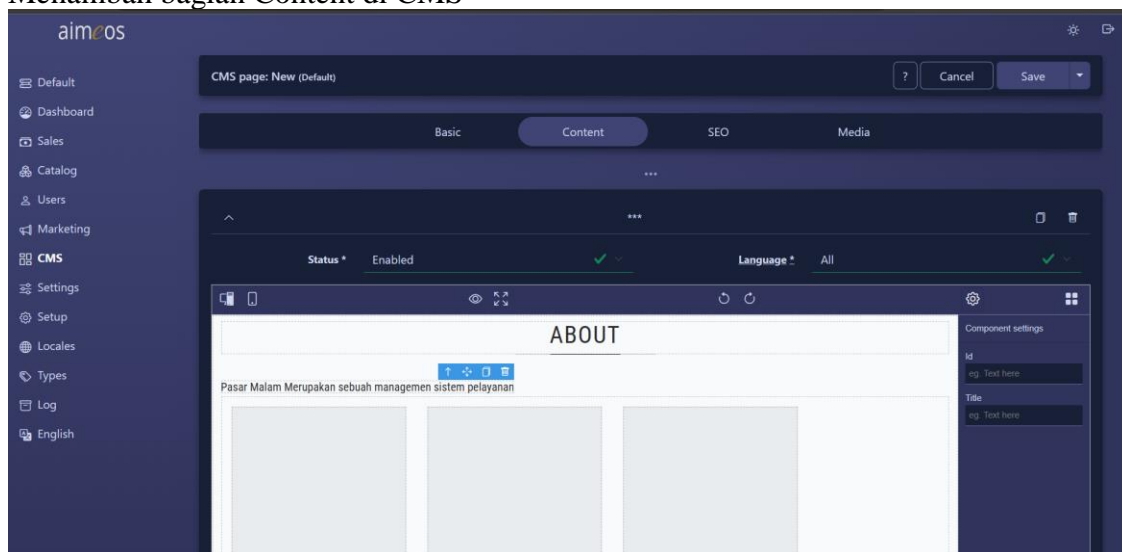 Menambah bagian Content di CMS
aimeos
Default
Dashboard
Sales
Catalog
Users
Marketing
CMS
Settings
Setup
Locales
Types
Log
English
CMS page: New (Default)
?
Cancel
Save
Basic
Content
SEO
Media
...
***
Status *
Enabled
Language *
All
ABOUT
Pasar Malam Merupakan sebuah managemen sistem pelayanan
Component settings
Id
eg. Text here
Title
eg. Text here